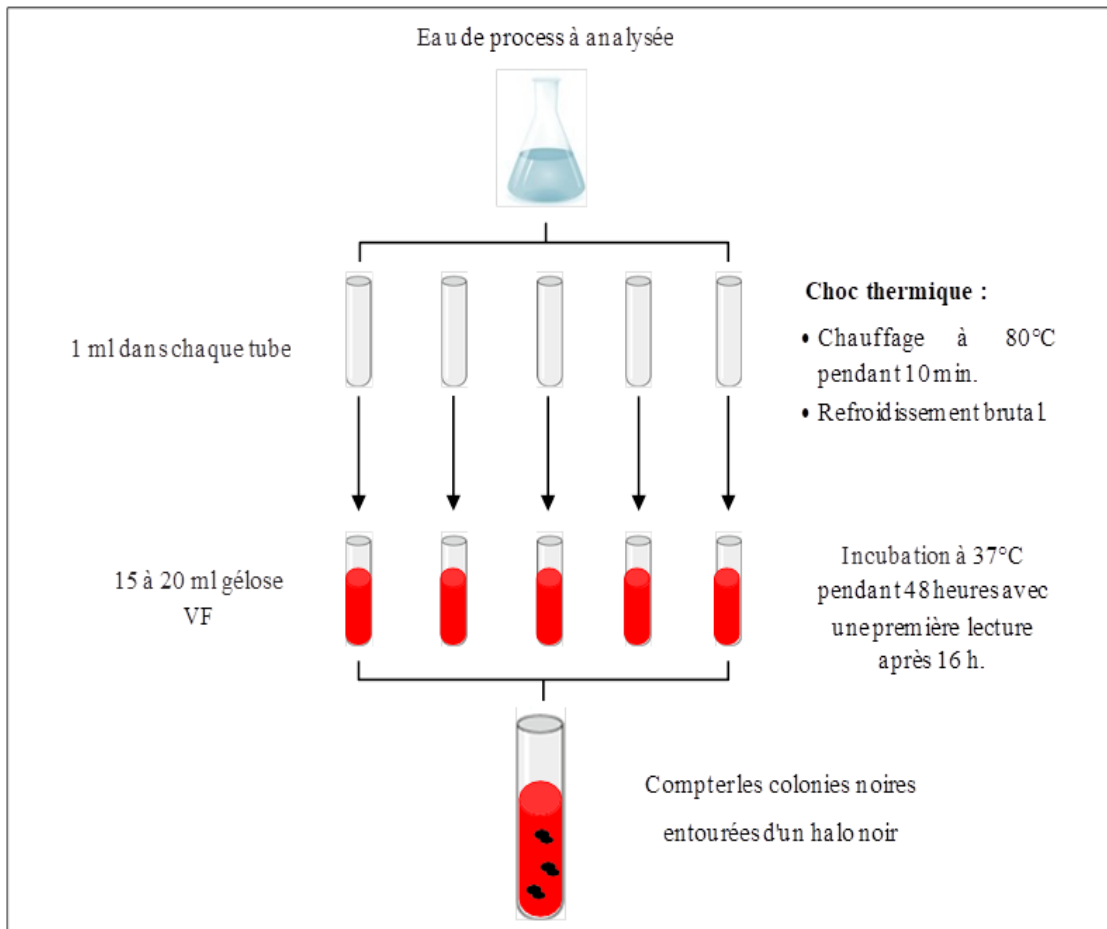 Eau de process à analysée
1 ml dans chaque tube
Choc thermique :
• Chauffage à 80°C
pendant 10 min.
• Refroidissement brutal
15 à 20 ml gélose
VF
Incubation à 37°C
pendant 48 heures avec
une première lecture
après 16 h.
Compter les colonies noires
entourées d'un halo noir